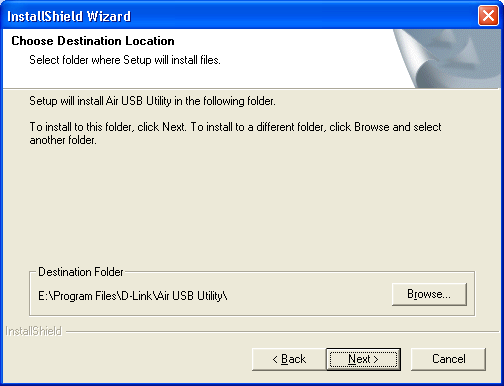 InstallShield Wizard
Choose Destination Location
Select folder where Setup will install files.
Setup will install Air USB Utility in the following folder.
To install to this folder, click Next. To install to a different folder, click Browse and select
another folder.
Destination Folder
E:\Program Files\D-Link\Air USB Utility\
Browse...
InstallShield
< Back
Next >
Cancel